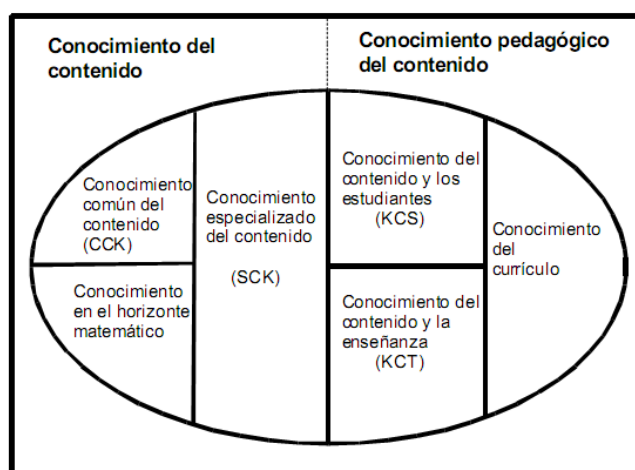 Conocimiento del
contenido
Conocimiento pedagógico
del contenido
Conocimiento
común del
contenido
(CCK)
Conocimiento
en el horizonte
matemático
Conocimiento
especializado
del contenido
(SCK)
Conocimiento del
contenido y los
estudiantes
(KCS)
Conocimiento del
contenido y la
enseñanza
(KCT)
Conocimiento
del
currículo